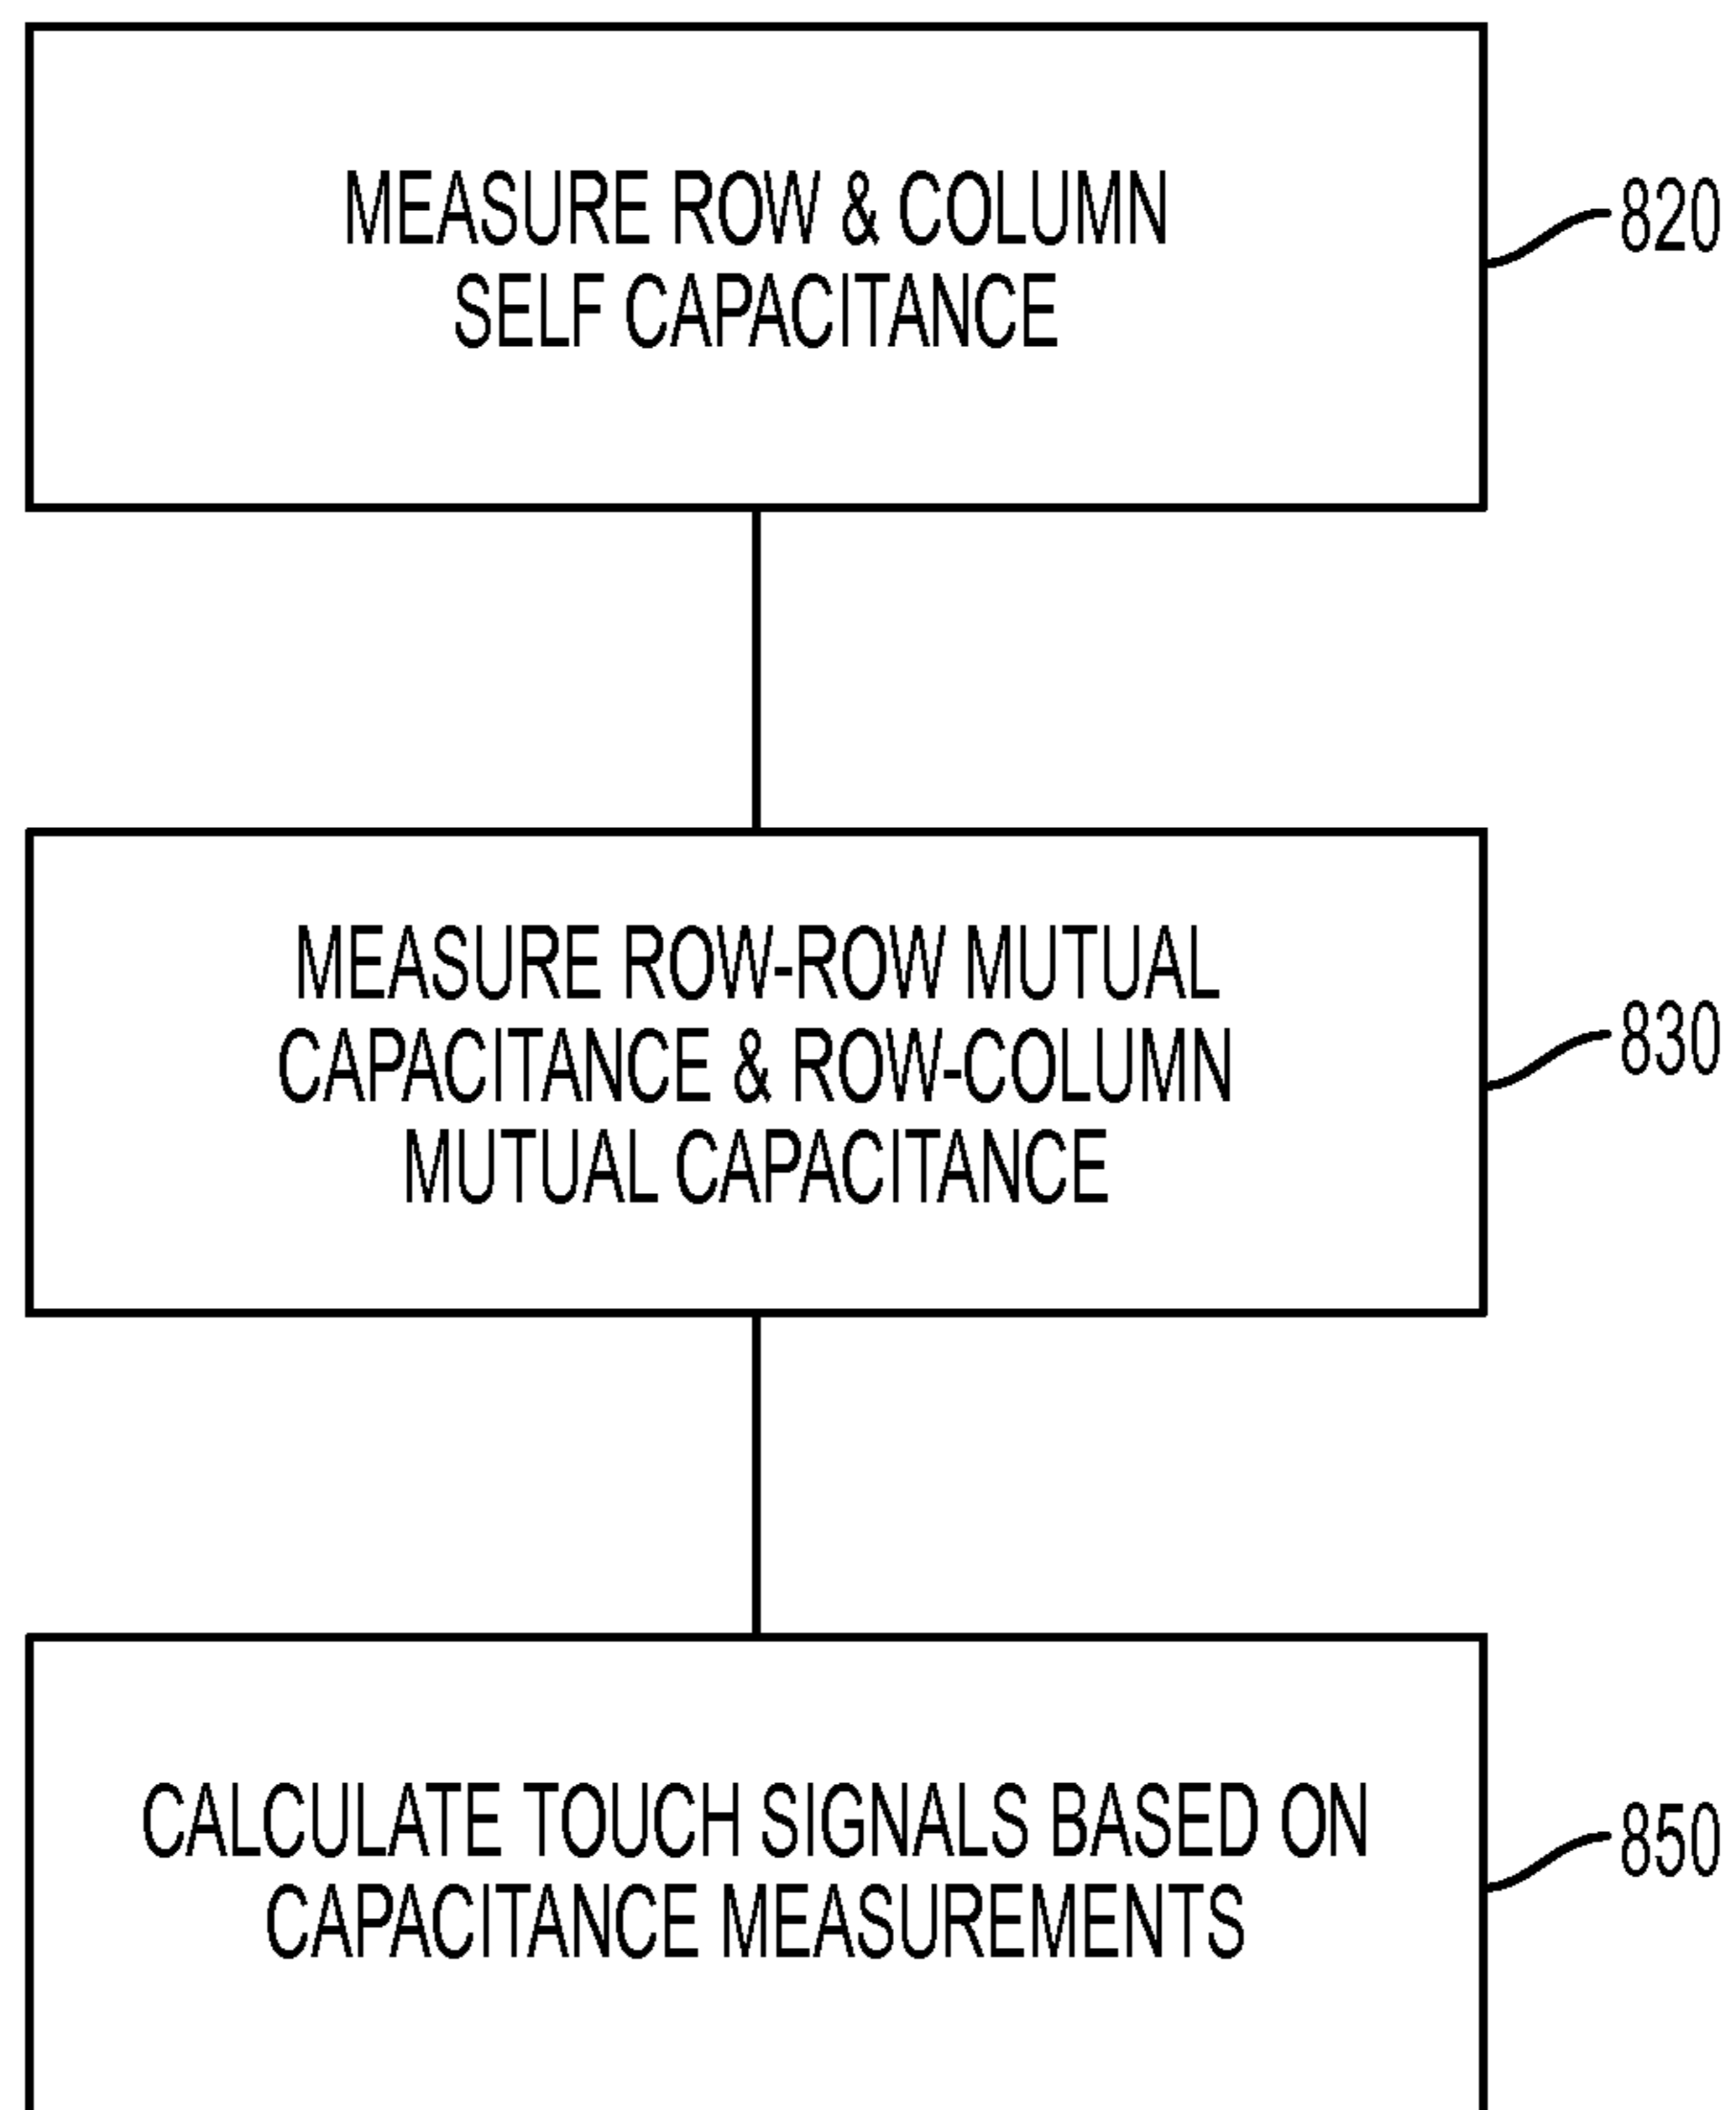 MEASURE ROW & COLUMN
SELF CAPACITANCE
820
MEASURE ROW-ROW MUTUAL
CAPACITANCE & ROW-COLUMN
MUTUAL CAPACITANCE
830
CALCULATE TOUCH SIGNALS BASED ON
CAPACITANCE MEASUREMENTS
850